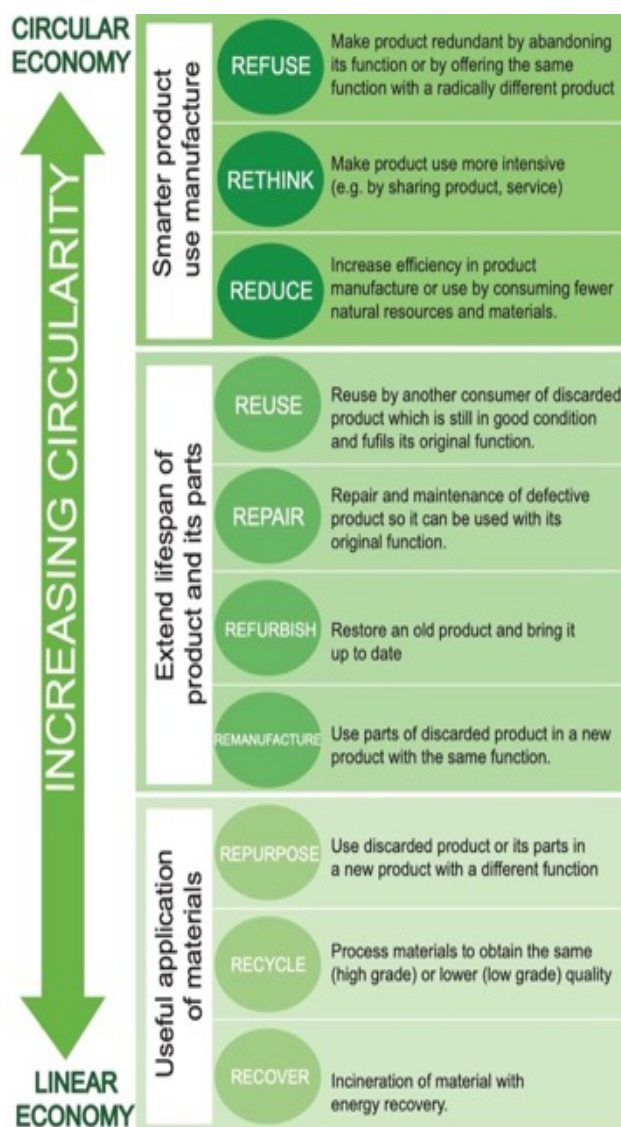 CIRCULAR
ECONOMY
INCREASING CIRCULARITY
LINEAR
ECONOMY
Smarter product
use manufacture
REFUSE
Make product redundant by abandoning
its function or by offering the same
function with a radically different product
RETHINK
Make product use more intensive
(e.g. by sharing product, service)
REDUCE
Increase efficiency in product
manufacture or use by consuming fewer
natural resources and materials.
Extend lifespan of
product and its parts
REUSE
Reuse by another consumer of discarded
product which is still in good condition
and fufils its original function.
REPAIR
Repair and maintenance of defective
product so it can be used with its
original function.
REFURBISH
Restore an old product and bring it
up to date
REMANUFACTURE
Use parts of discarded product in a new
product with the same function.
Useful application
of materials
REPURPOSE
Use discarded product or its parts in
a new product with a different function
RECYCLE
Process materials to obtain the same
(high grade) or lower (low grade) quality
RECOVER
Incineration of material with
energy recovery.